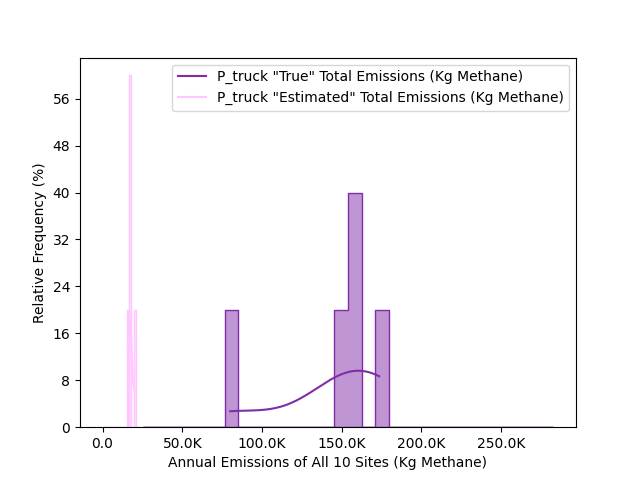 P_truck "True" Total Emissions (Kg Methane)
P_truck "Estimated" Total Emissions (Kg Methane)
56
48
40
32
24
16
8
0
Relative Frequency (%)
0.0 50.0K 100.0K 150.0K 200.0K 250.0K
Annual Emissions of All 10 Sites (Kg Methane)